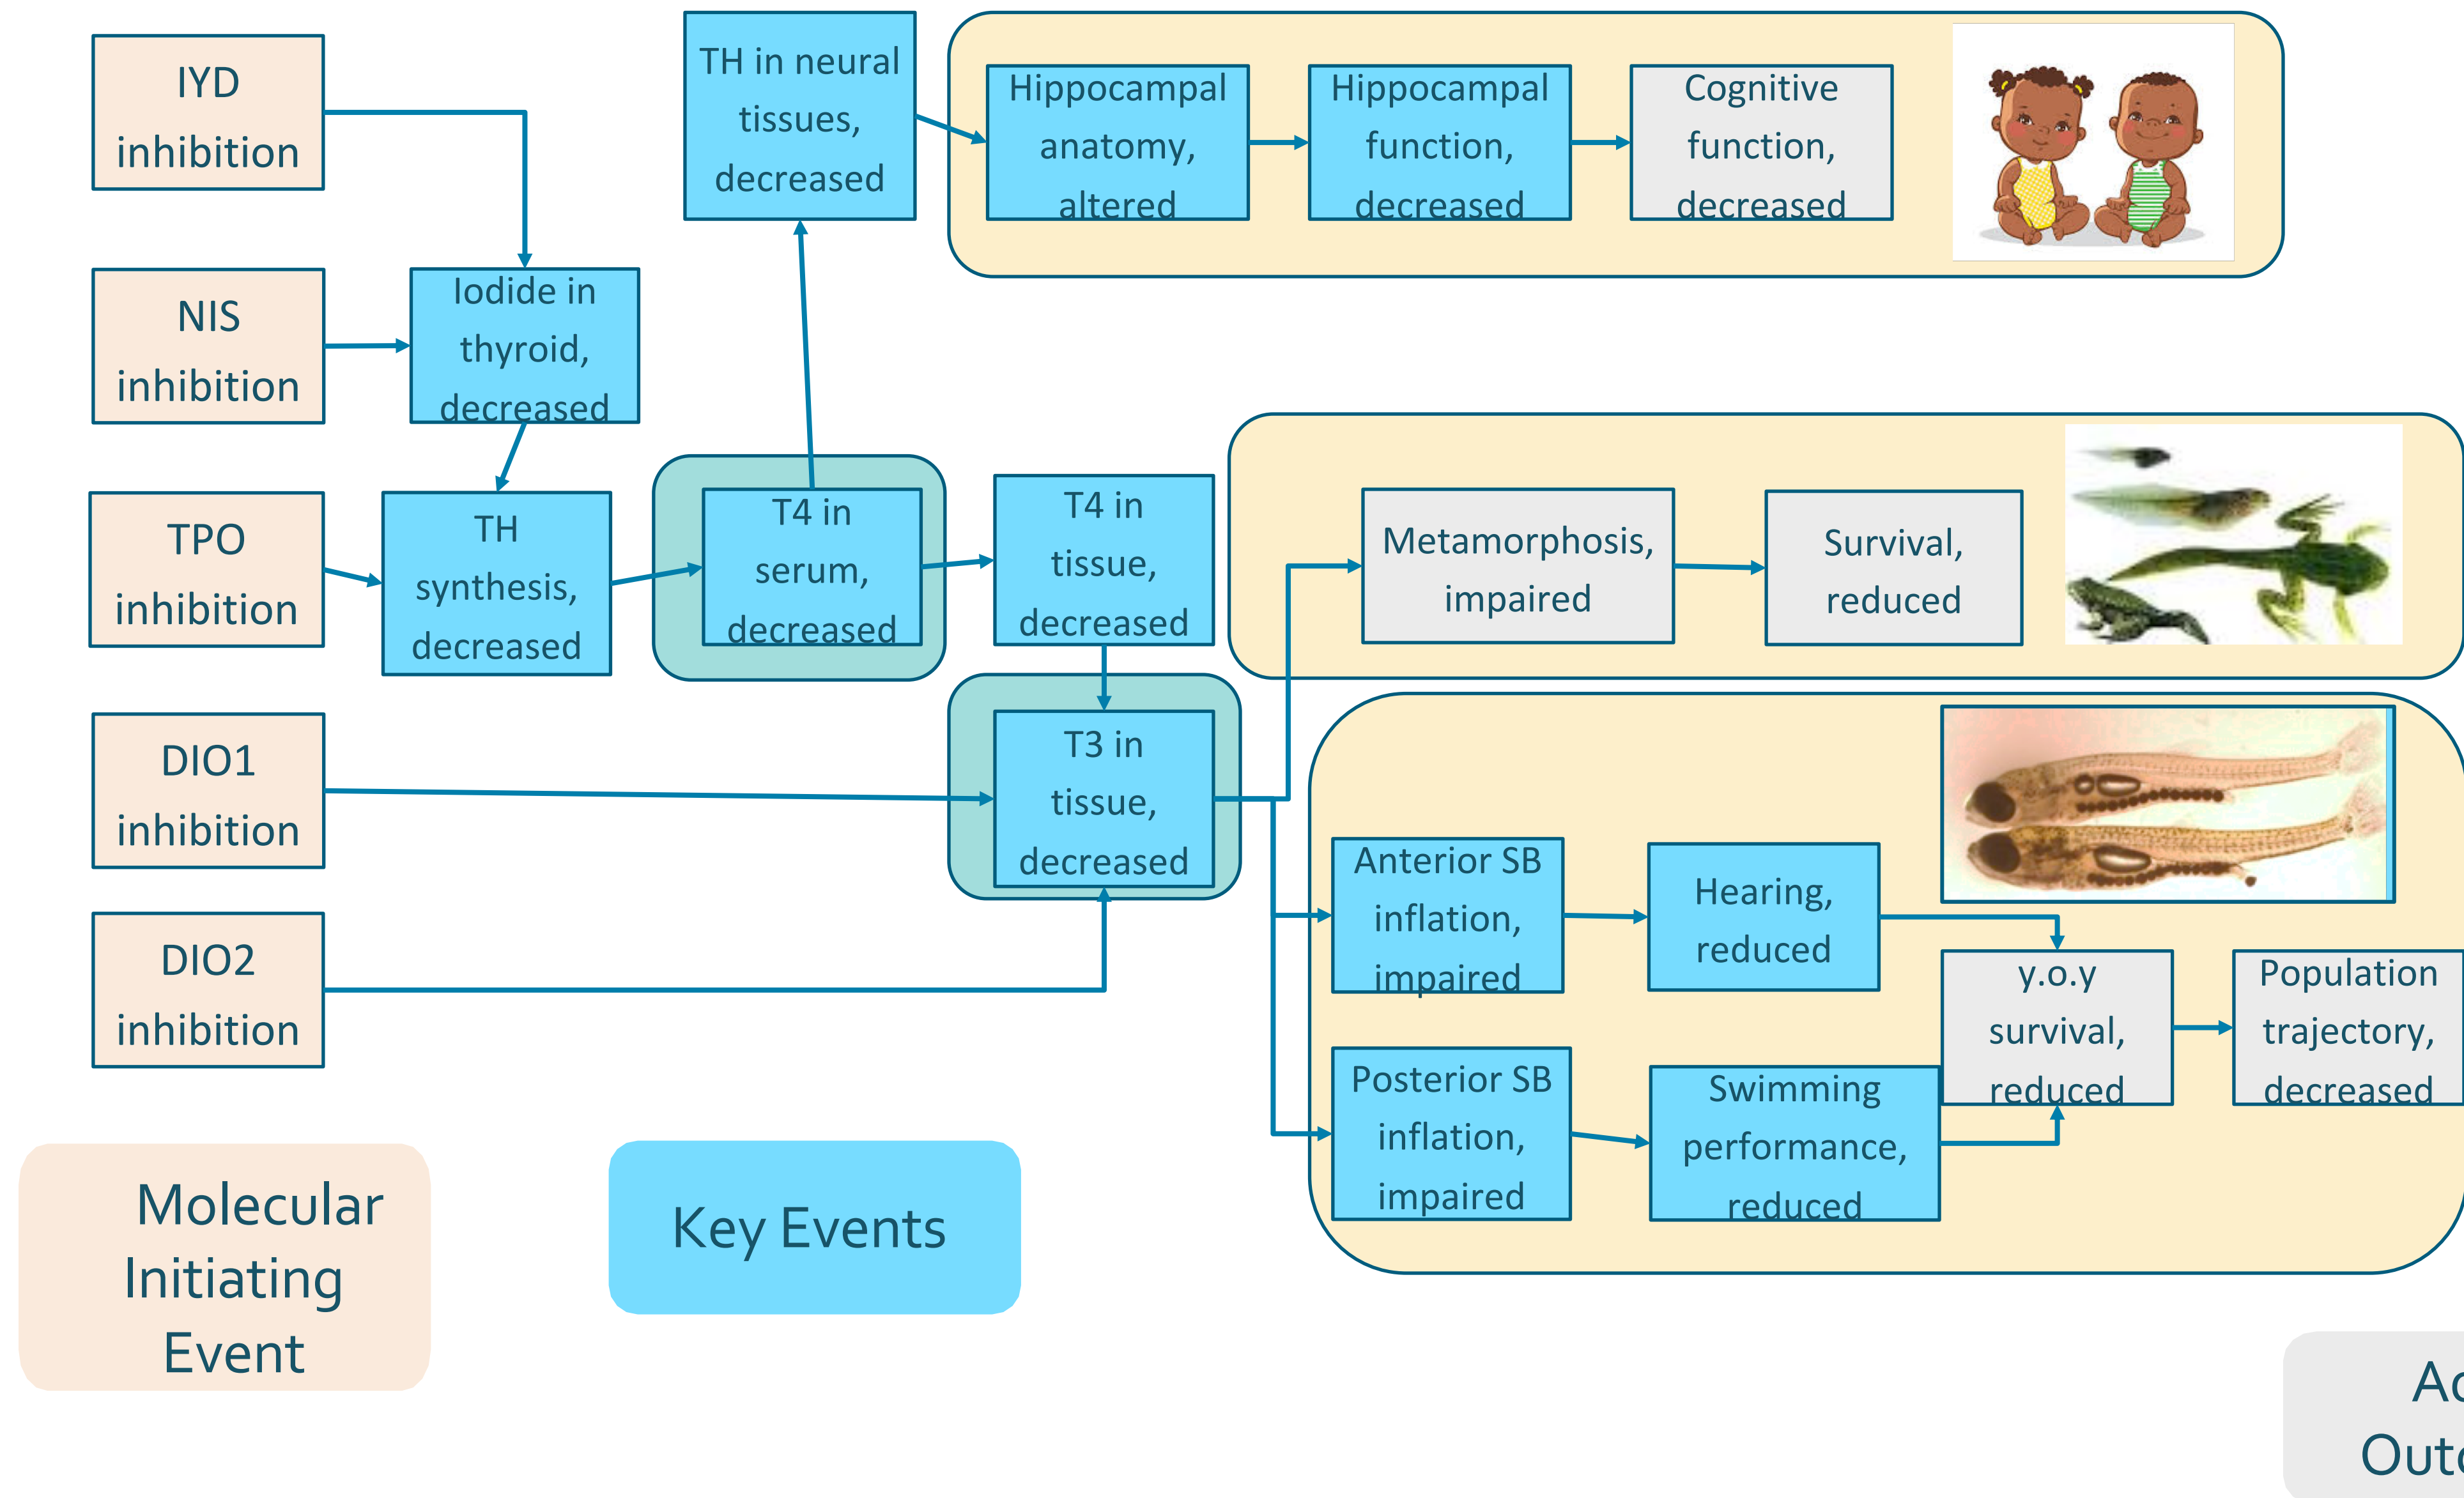 IYD
inhibition
NIS
inhibition
TPO
inhibition
DIO1
inhibition
DIO2
inhibition
Iodide in
thyroid,
decreased
TH
synthesis,
decreased
TH in neural
tissues,
decreased
T4 in
serum,
decreased
T4 in
tissue,
decreased
T3 in
tissue,
decreased
Hippocampal
anatomy,
altered
Hippocampal
function,
decreased
Cognitive
function,
decreased
Metamorphosis,
impaired
Survival,
reduced
Anterior SB
inflation,
impaired
Hearing,
reduced
Posterior SB
inflation,
impaired
Swimming
performance,
reduced
y.o.y
survival,
reduced
Population
trajectory,
decreased
Molecular
Initiating
Event
Key Events